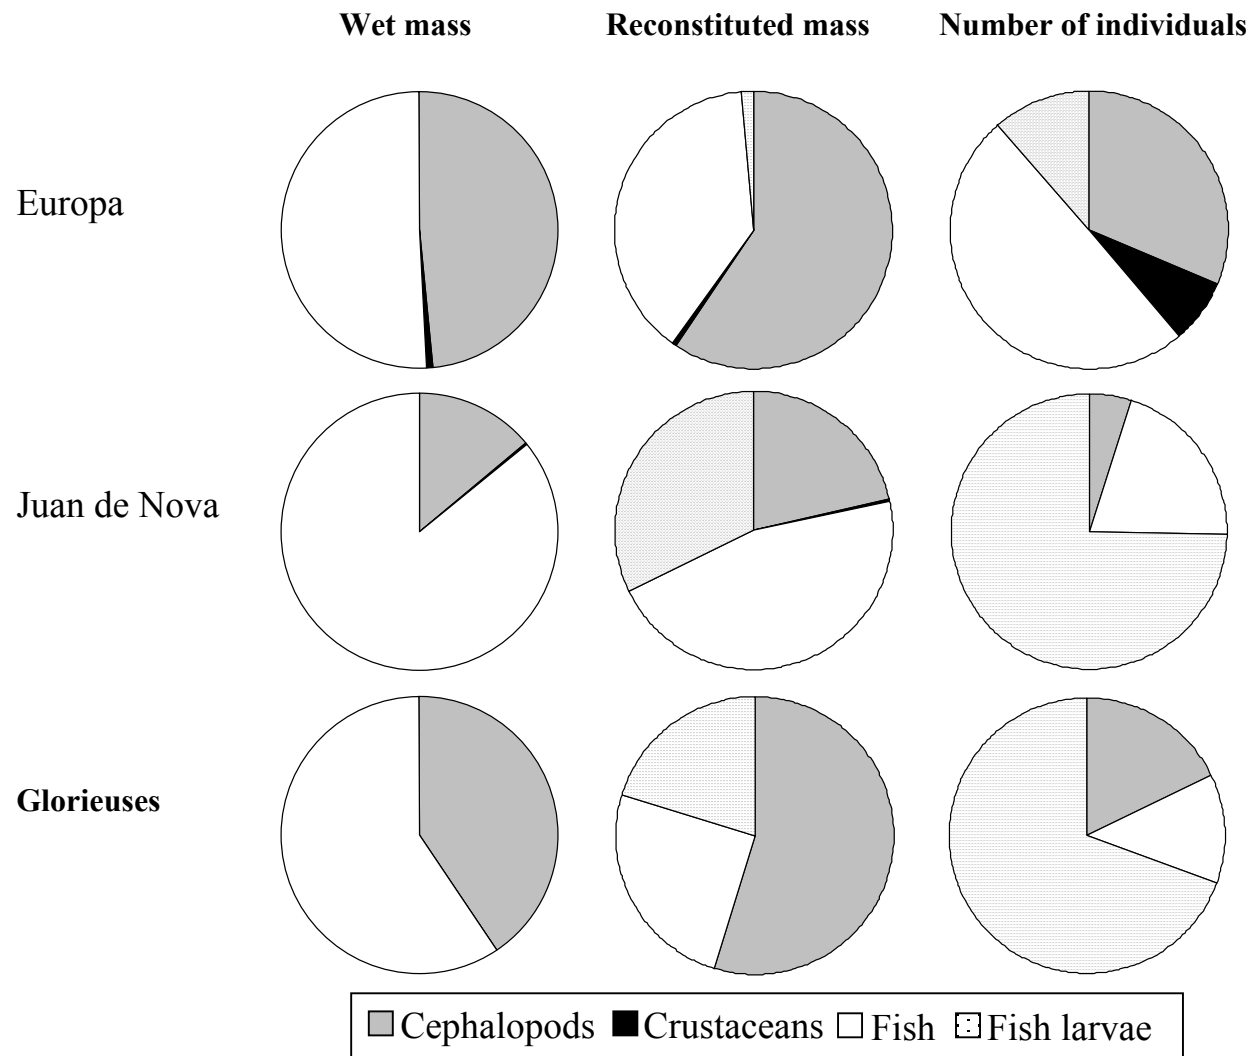 Wet mass Reconstituted mass Number of individuals
Europa
Juan de Nova
Glorieuses
Cephalopods Crustaceans Fish Fish larvae